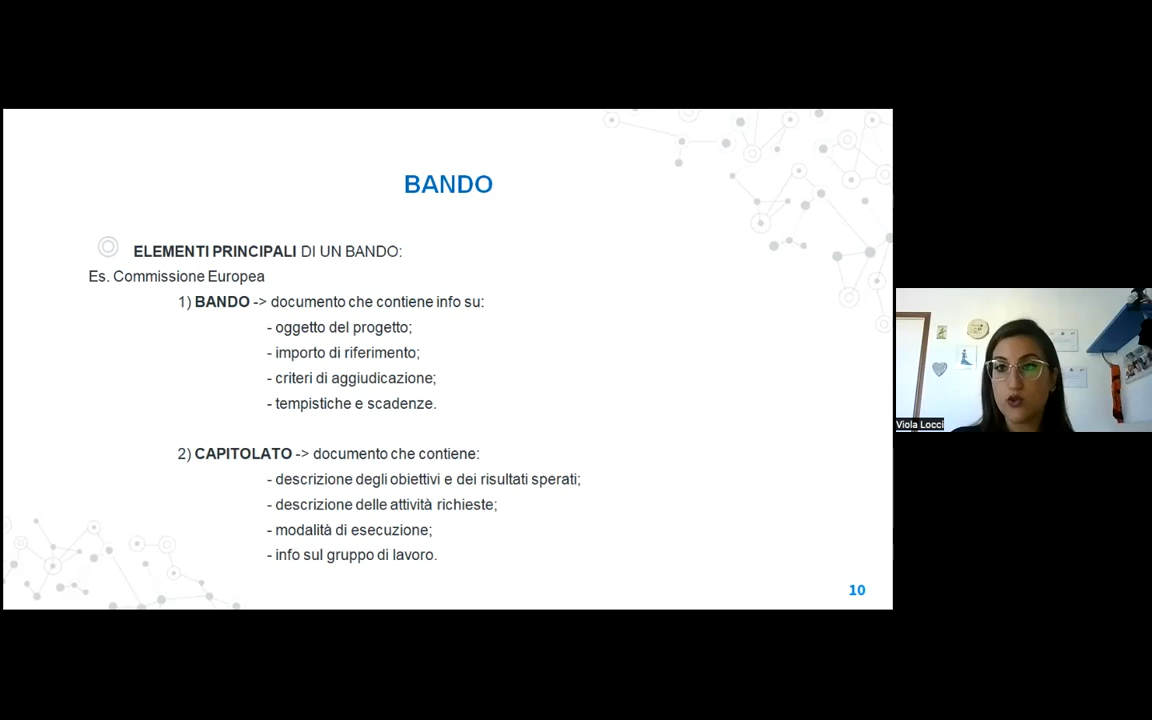 BANDO
ELEMENTI PRINCIPALI DI UN BANDO:
Es. Commissione Europea
1) BANDO -> documento che contiene info su:
- oggetto del progetto;
- importo di riferimento;
- criteri di aggiudicazione;
- tempistiche e scadenze.
2) CAPITOLATO -> documento che contiene:
- descrizione degli obiettivi e dei risultati sperati;
- descrizione delle attività richieste;
- modalità di esecuzione;
- info sul gruppo di lavoro.
10
Viola Locci